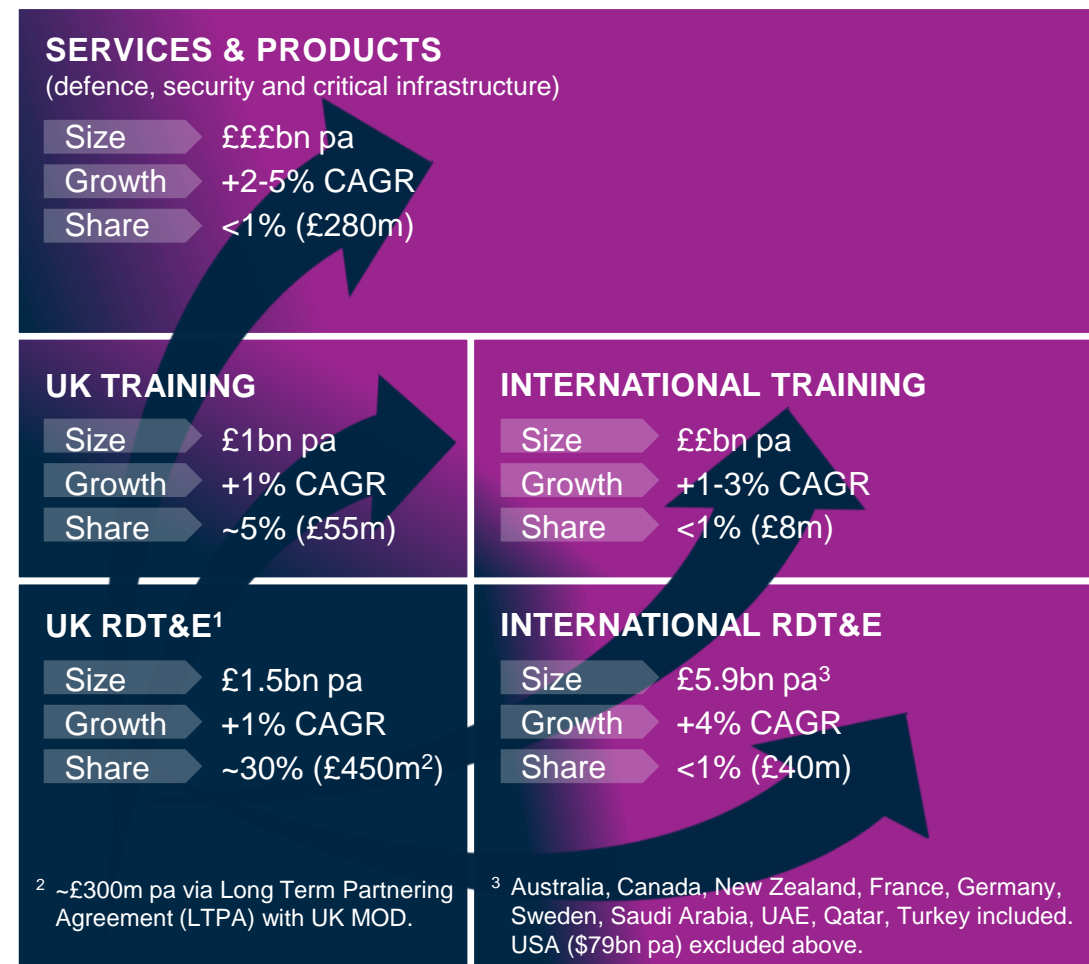 SERVICES & PRODUCTS
(defence, security and critical infrastructure)
Size £££bn pa
Growth +2-5% CAGR
Share <1% (£280m)
UK TRAINING
Size £1bn pa
Growth +1% CAGR
Share ~5% (£55m)
INTERNATIONAL TRAINING
Size ££bn pa
Growth +1-3% CAGR
Share <1% (£8m)
UK RDT&E¹
Size £1.5bn pa
Growth +1% CAGR
Share ~30% (£450m²)
² ~£300m pa via Long Term Partnering
Agreement (LTPA) with UK MOD.
INTERNATIONAL RDT&E
Size £5.9bn pa³
Growth +4% CAGR
Share <1% (£40m)
³ Australia, Canada, New Zealand, France, Germany,
Sweden, Saudi Arabia, UAE, Qatar, Turkey included.
USA ($79bn pa) excluded above.